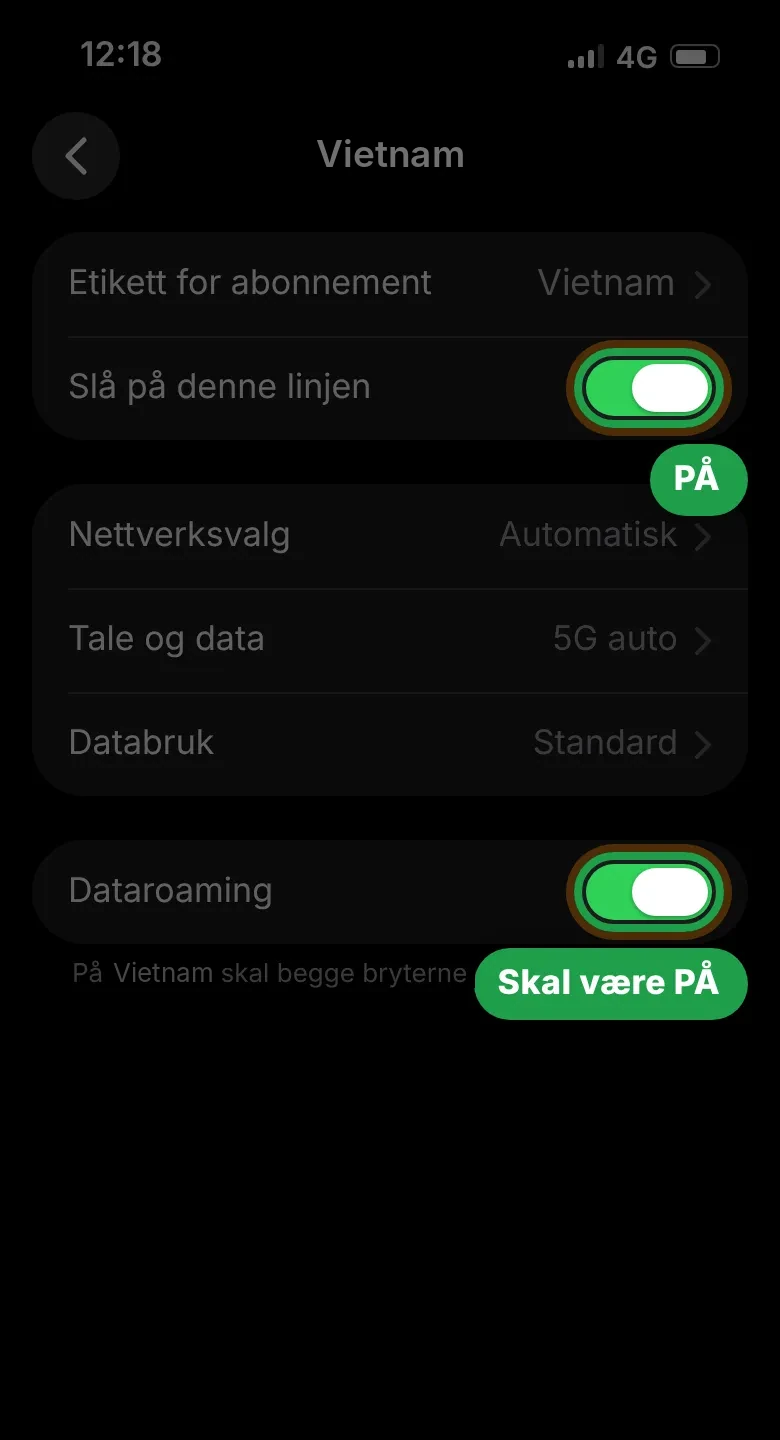 12:18
4G
Vietnam
Etikett for abonnement
Vietnam
Slå på denne linjen
PÅ
Nettverksvalg
Automatisk
Tale og data
5G auto
Databruk
Standard
Dataroaming
På Vietnam skal begge bryterne
Skal være PÅ